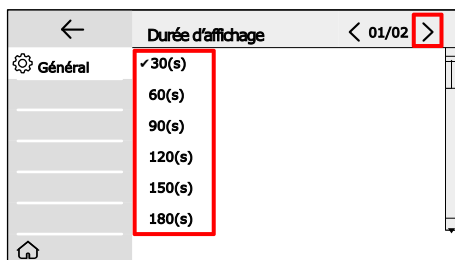 Durée d’affichage 01/02
Général
✓30(s)
60(s)
90(s)
120(s)
150(s)
180(s)